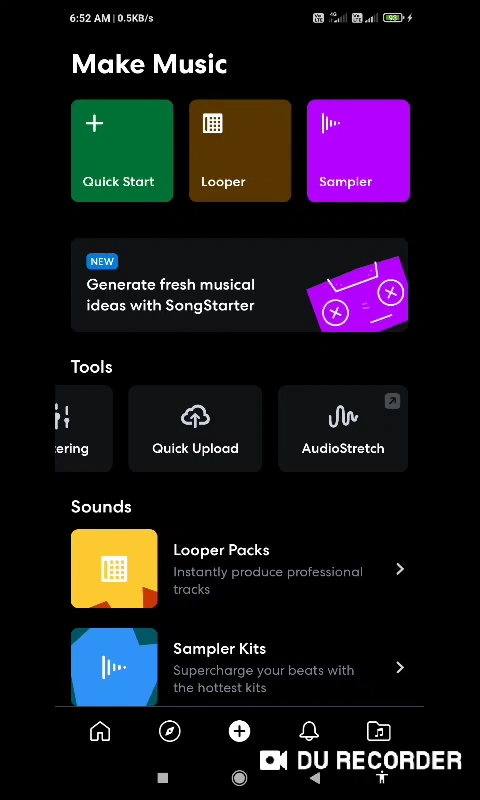 6:52 AM | 0.5KB/s
4G
93
Make Music
Quick Start
Looper
Sampler
NEW
Generate fresh musical
ideas with SongStarter
Tools
tering
Quick Upload
AudioStretch
Sounds
Looper Packs
Instantly produce professional
tracks
Sampler Kits
Supercharge your beats with
the hottest kits
DU RECORDER